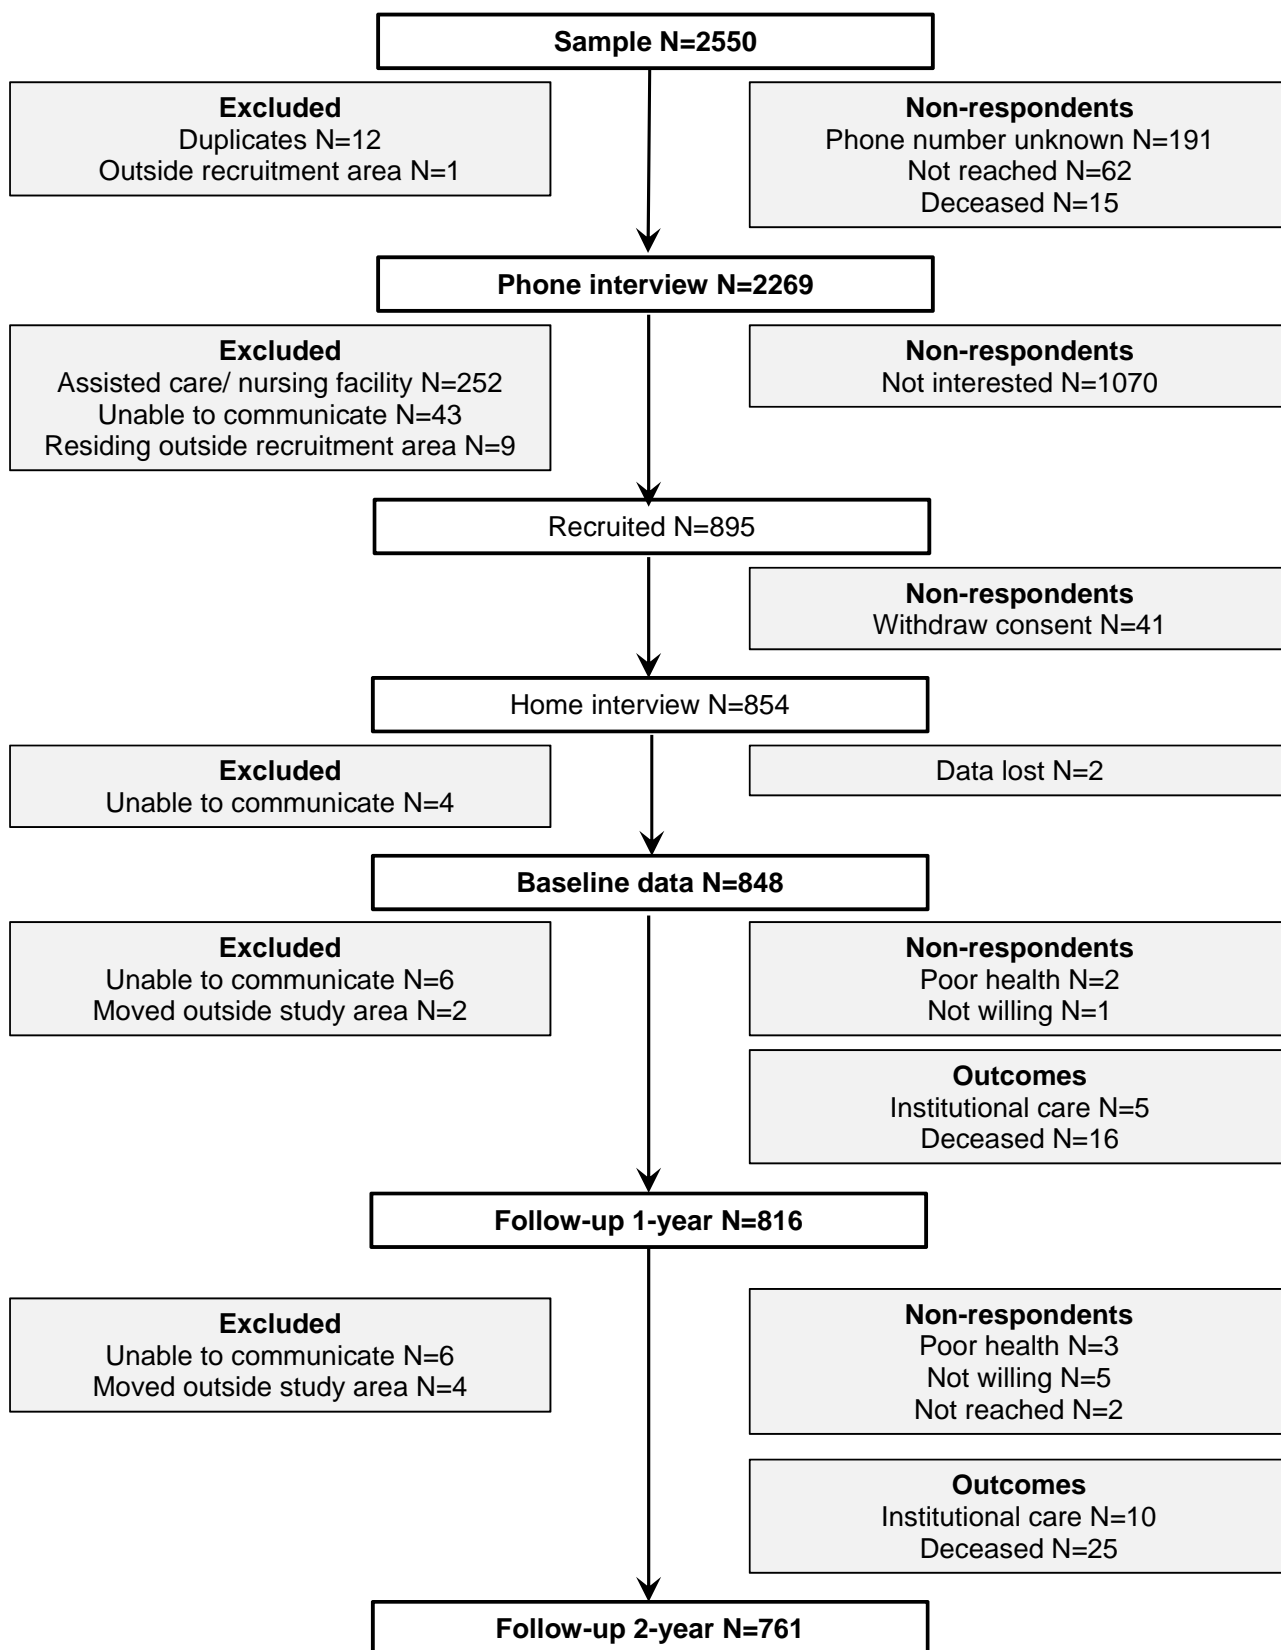 Sample N=2550
Excluded
Duplicates N=12
Outside recruitment area N=1
Non-respondents
Phone number unknown N=191
Not reached N=62
Deceased N=15
Phone interview N=2269
Excluded
Assisted care/ nursing facility N=252
Unable to communicate N=43
Residing outside recruitment area N=9
Non-respondents
Not interested N=1070
Recruited N=895
Non-respondents
Withdraw consent N=41
Home interview N=854
Excluded
Unable to communicate N=4
Data lost N=2
Baseline data N=848
Excluded
Unable to communicate N=6
Moved outside study area N=2
Non-respondents
Poor health N=2
Not willing N=1
Outcomes
Institutional care N=5
Deceased N=16
Follow-up 1-year N=816
Excluded
Unable to communicate N=6
Moved outside study area N=4
Non-respondents
Poor health N=3
Not willing N=5
Not reached N=2
Outcomes
Institutional care N=10
Deceased N=25
Follow-up 2-year N=761